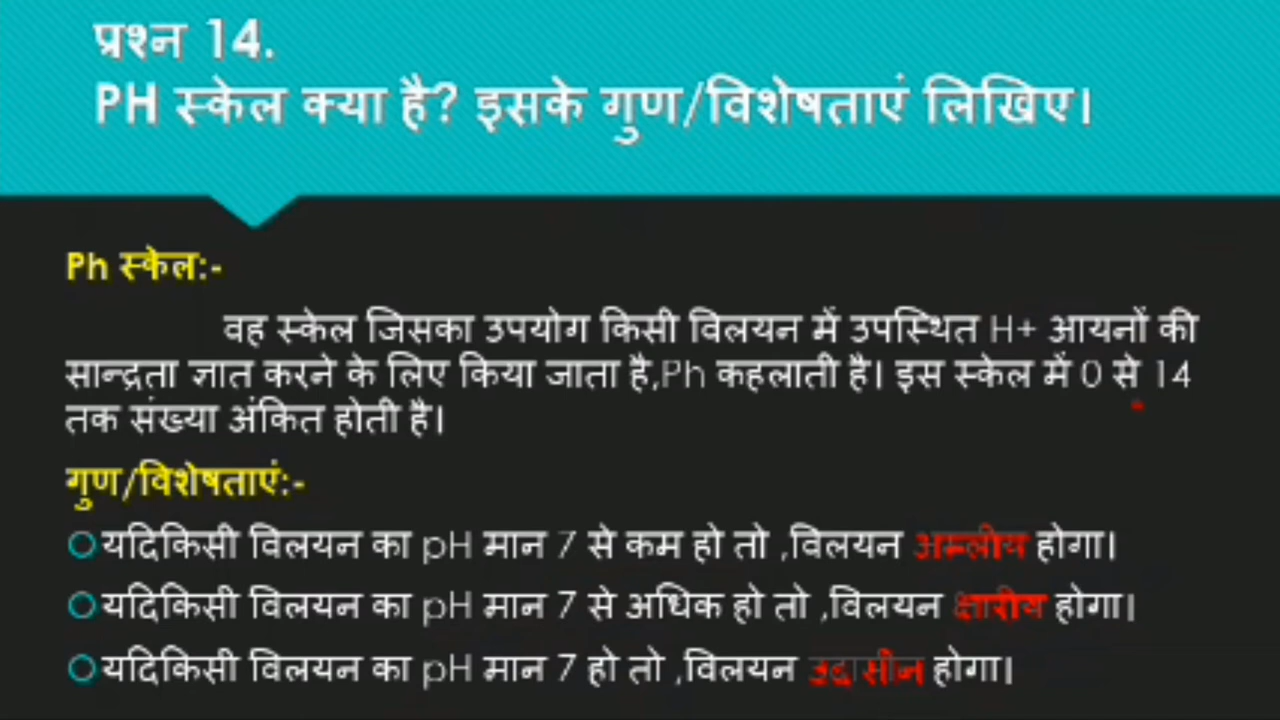 प्रश्न 14.
PH स्केल क्या है? इसके गुण/विशेषताएं लिखिए।
Ph स्केल:-
वह स्केल जिसका उपयोग किसी विलयन में उपस्थित H+ आयनों की
सान्द्रता ज्ञात करने के लिए किया जाता है,Ph कहलाती है। इस स्केल में 0 से 14
तक संख्या अंकित होती है।
गुण/विशेषताएं:-
यदिकिसी विलयन का pH मान 7 से कम हो तो ,विलयन अम्लीय होगा।
यदिकिसी विलयन का pH मान 7 से अधिक हो तो ,विलयन क्षारीय होगा।
यदिकिसी विलयन का pH मान 7 हो तो ,विलयन उदासीन होगा।